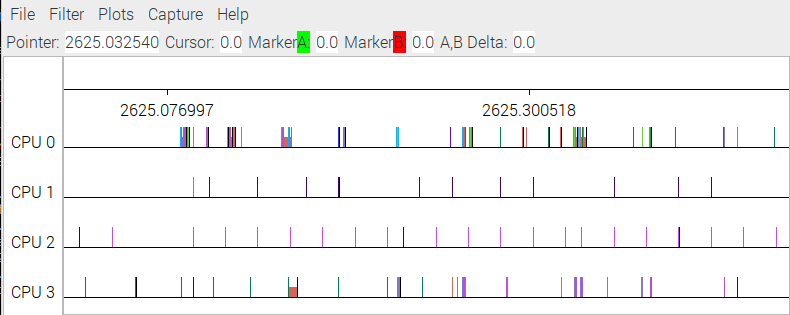 File Filter Plots Capture Help
Pointer: 2625.032540 Cursor: 0.0 MarkerA: 0.0 MarkerB: 0.0 A,B Delta: 0.0
2625.076997 2625.300518
CPU 0
CPU 1
CPU 2
CPU 3